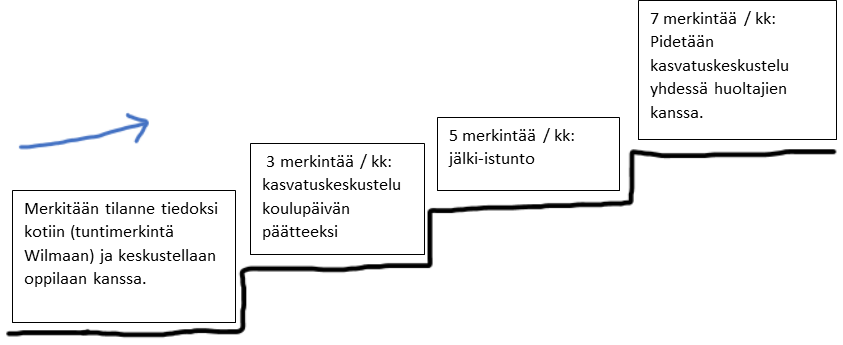 Merkitään tilanne tiedoksi
kotiin (tuntimerkintä
Wilmaan) ja keskustellaan
oppilaan kanssa.
3 merkintää / kk:
kasvatuskeskustelu
koulupäivän
päätteeksi
5 merkintää / kk:
jälki-istunto
7 merkintää / kk:
Pidetään
kasvatuskeskustelu
yhdessä huoltajien
kanssa.